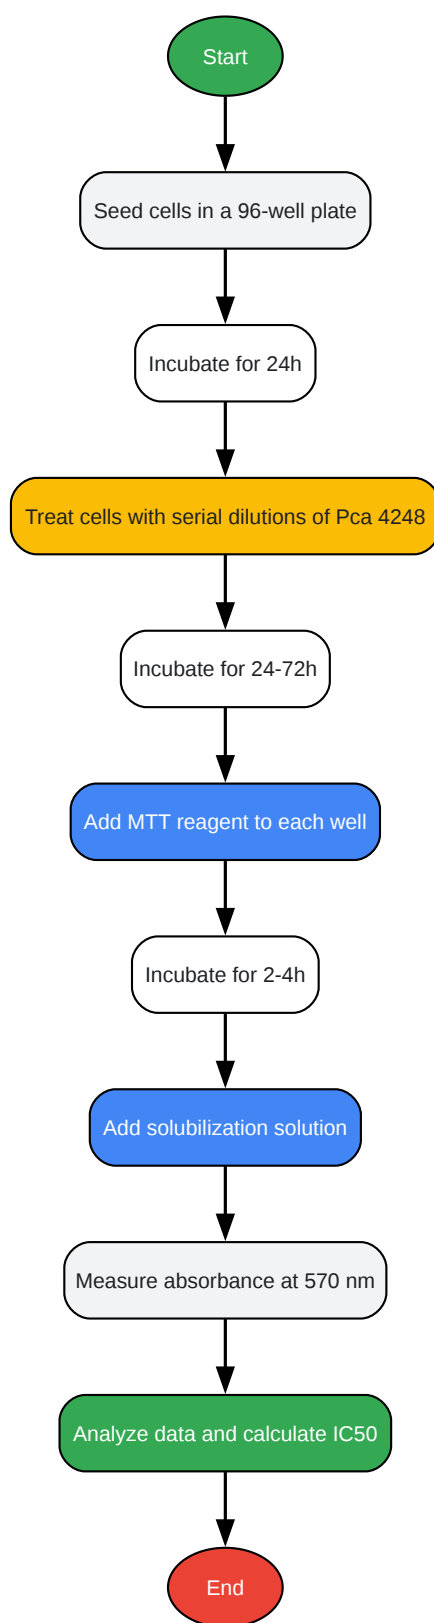 Start
Seed cells in a 96-well plate
Incubate for 24h
Treat cells with serial dilutions of Pca 4248
Incubate for 24-72h
Add MTT reagent to each well
Incubate for 2-4h
Add solubilization solution
Measure absorbance at 570 nm
Analyze data and calculate IC50
End